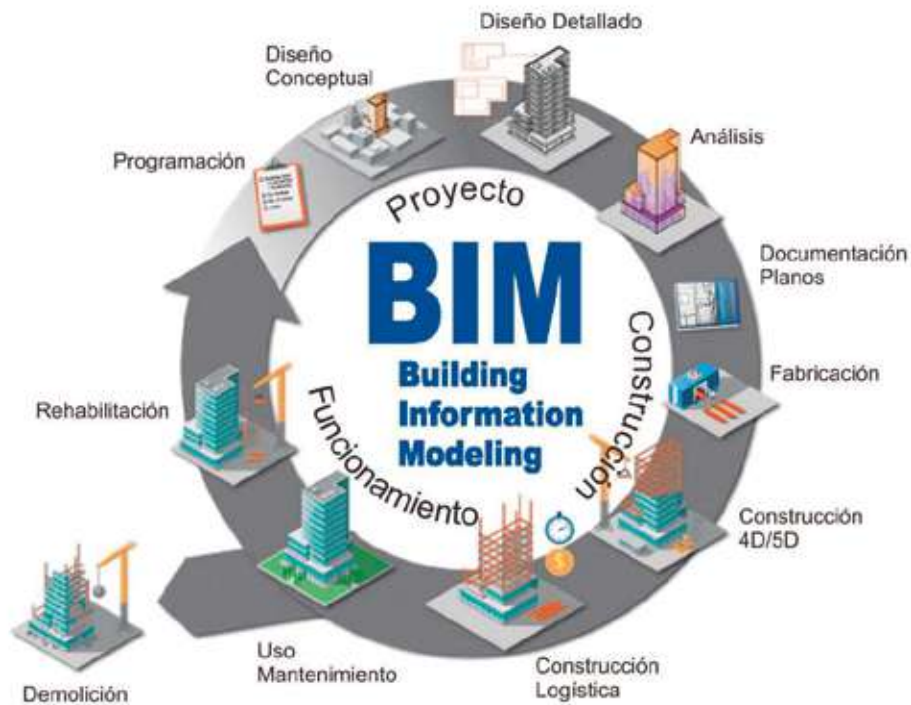 Diseño Detallado
Diseño
Conceptual
Análisis
Programación
Proyecto
Documentación
Planos
BIM
Building
Information
Modeling
Construcción
Fabricación
Funcionamiento
Rehabilitación
Construcción
4D/5D
Uso
Mantenimiento
Construcción
Logística
Demolición
$